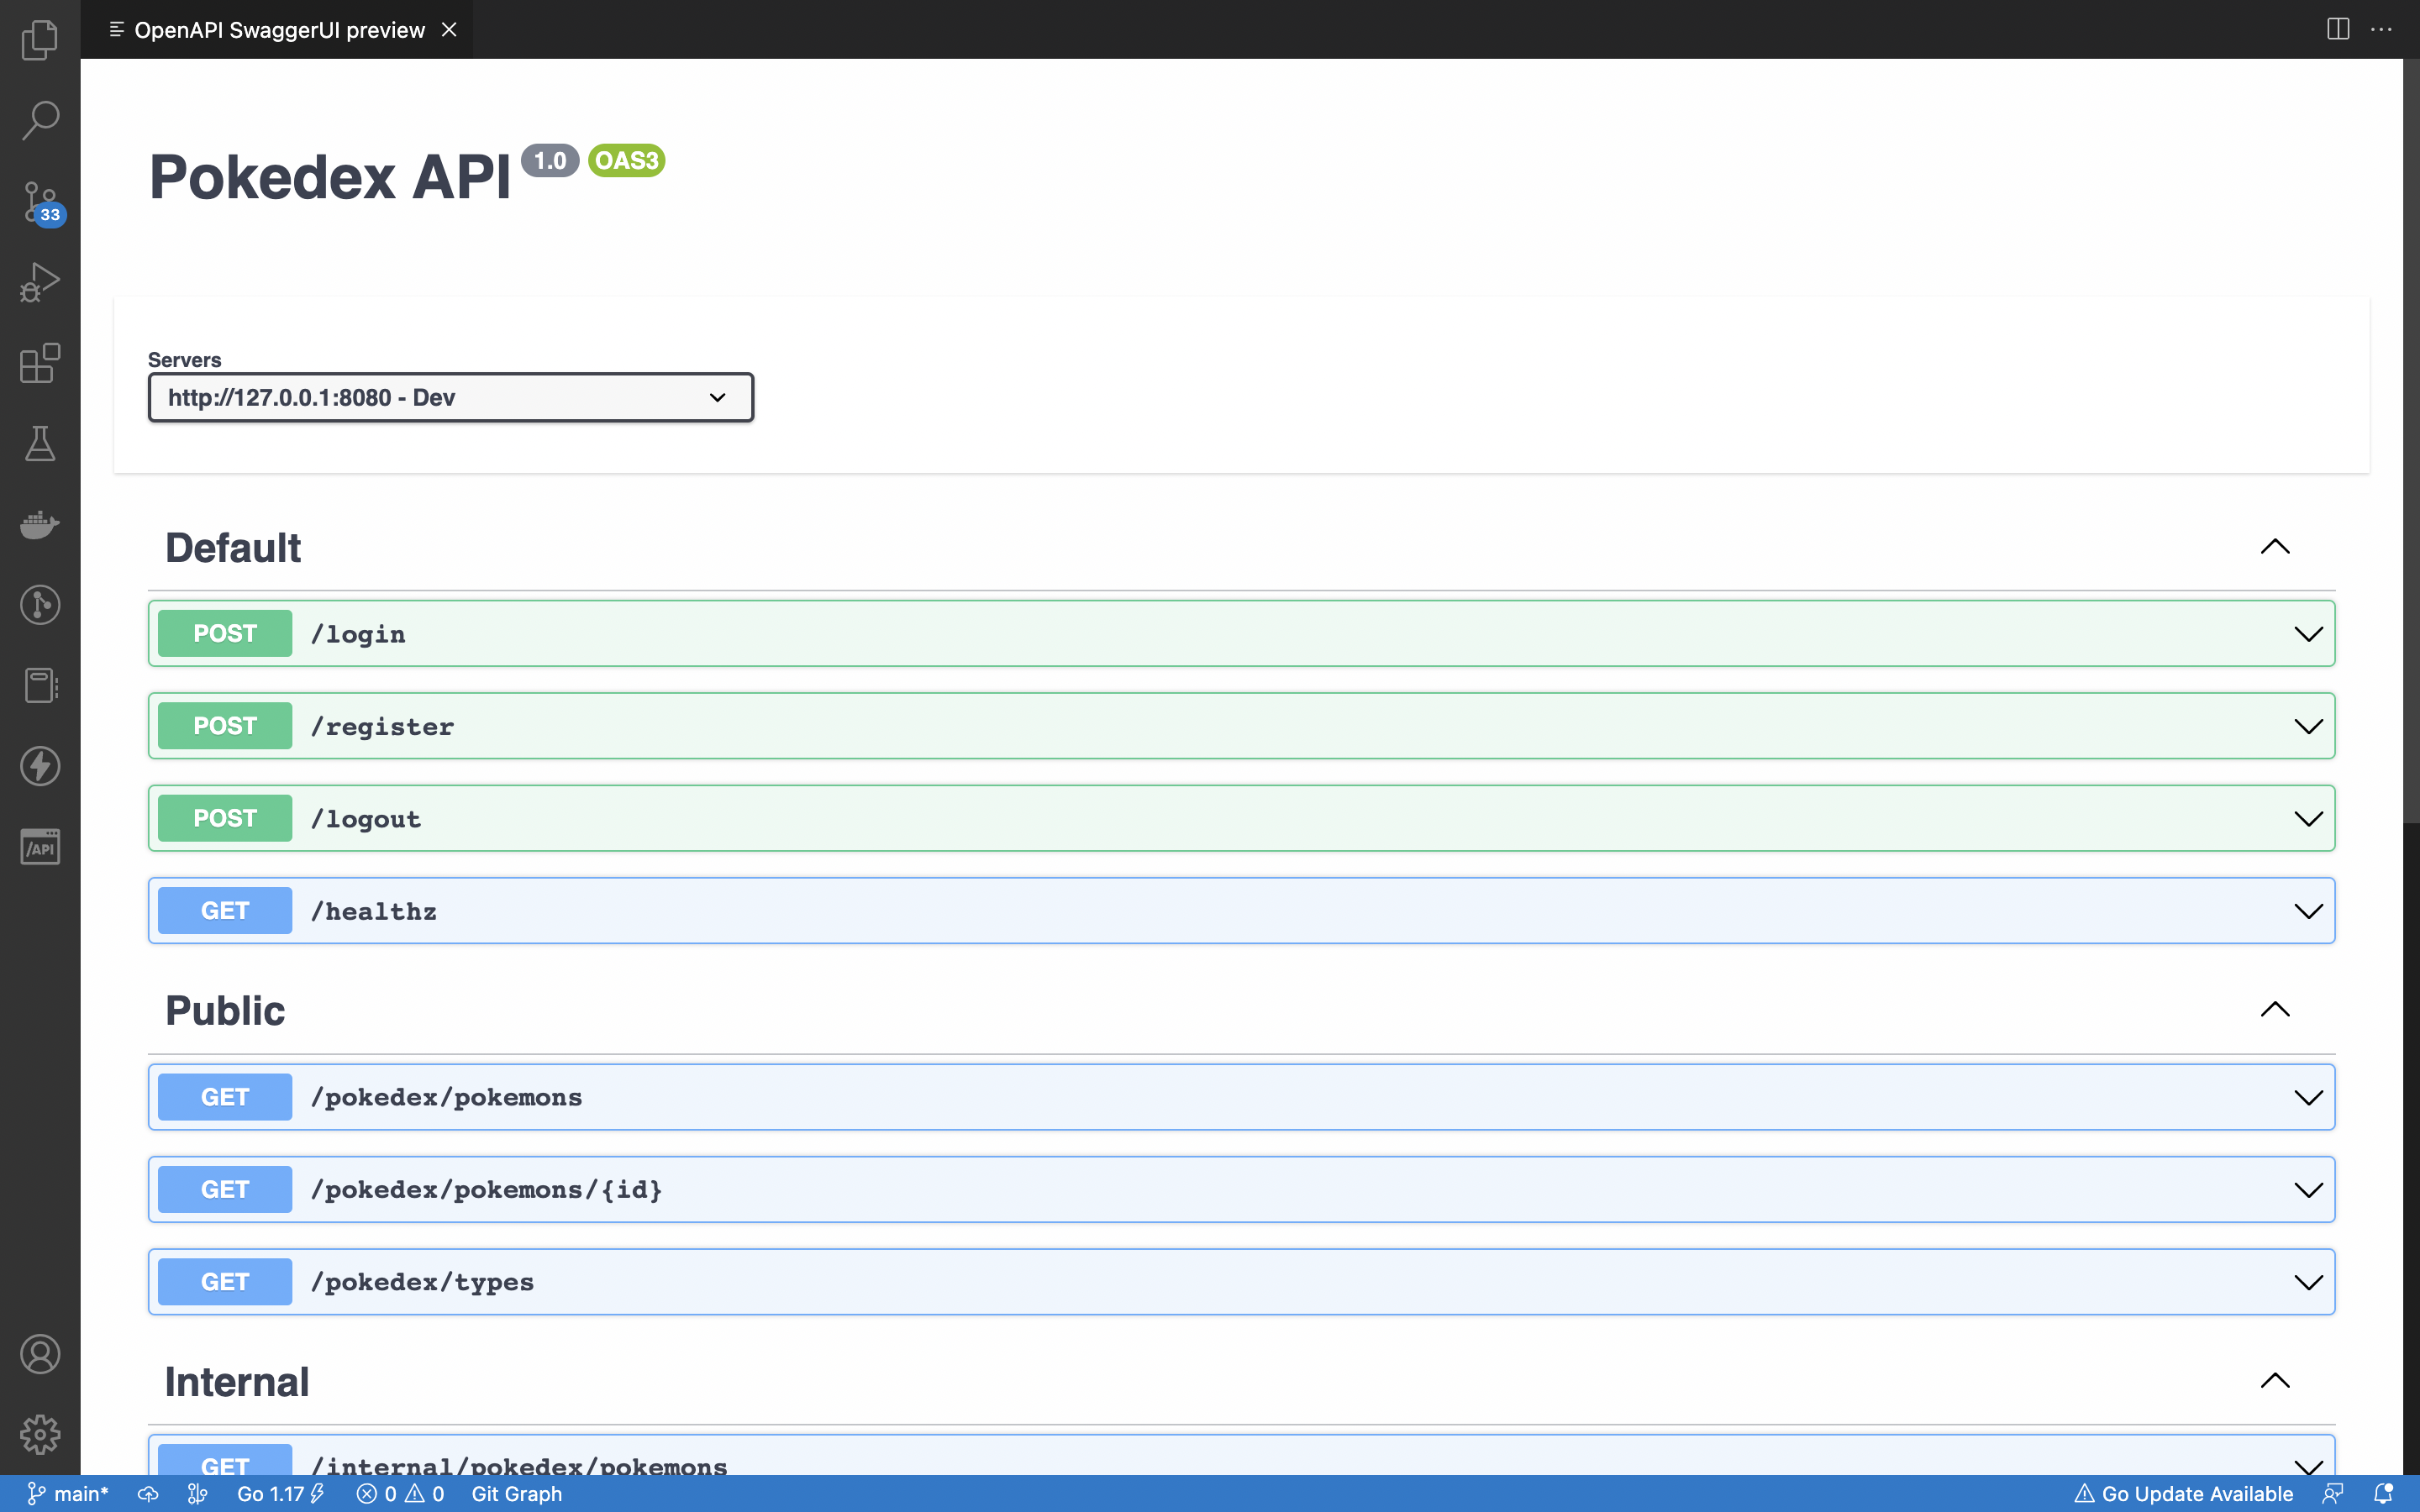 OpenAPI SwaggerUI preview
33
Pokedex API 1.0 OAS3
Servers
http://127.0.0.1:8080 - Dev
Default
POST /login
POST /register
POST /logout
GET /healthz
Public
GET /pokedex/pokemons
GET /pokedex/pokemons/{id}
GET /pokedex/types
/API
Internal
GET /internal/pokedex/pokemons
main* Go 1.17 0 0 Git Graph Go Update Available